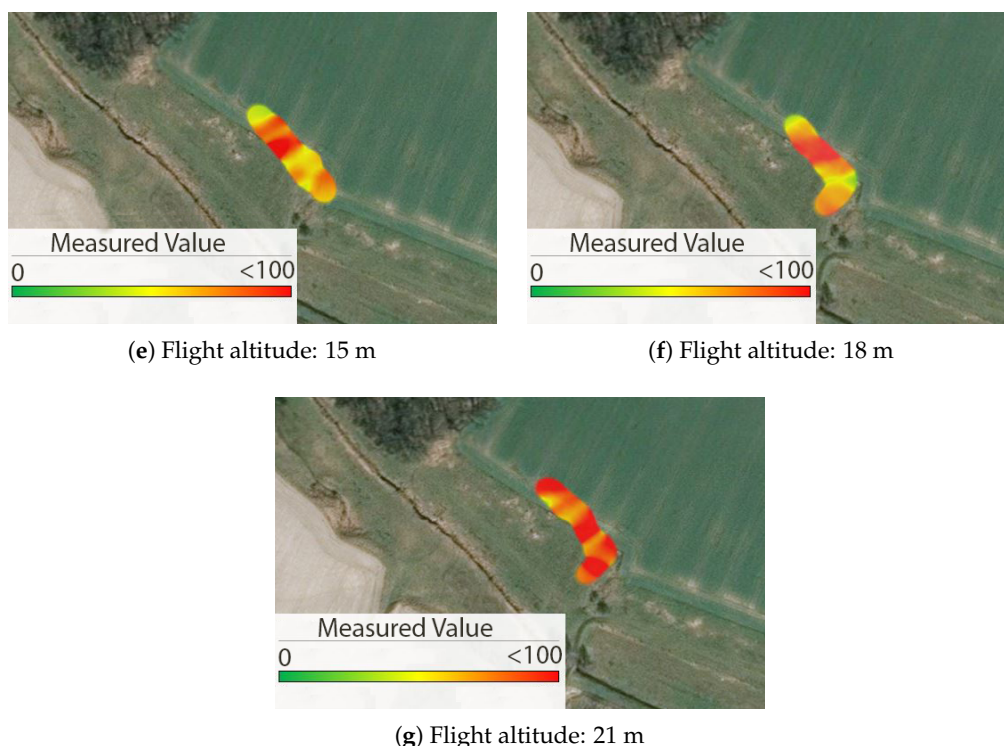 Measured Value
0 <100
Measured Value
0 <100
(e) Flight altitude: 15 m
(f) Flight altitude: 18 m
Measured Value
0 <100
(g) Flight altitude: 21 m